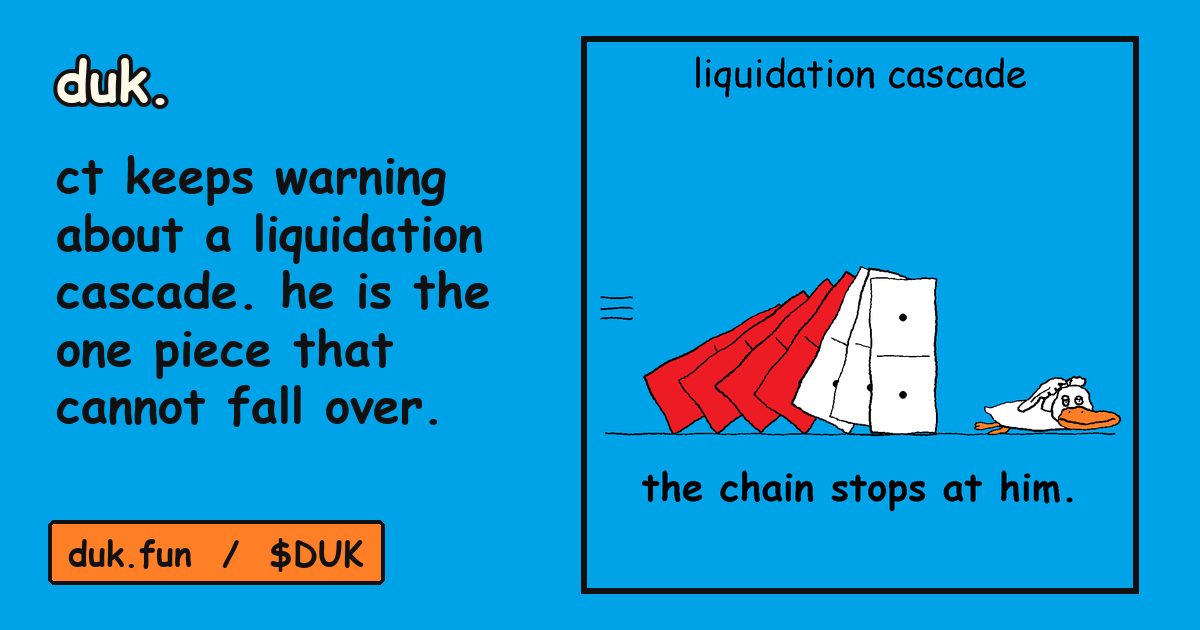 duk.
ct keeps warning
about a liquidation
cascade. he is the
one piece that
cannot fall over.
duk.fun / $DUK
liquidation cascade
the chain stops at him.